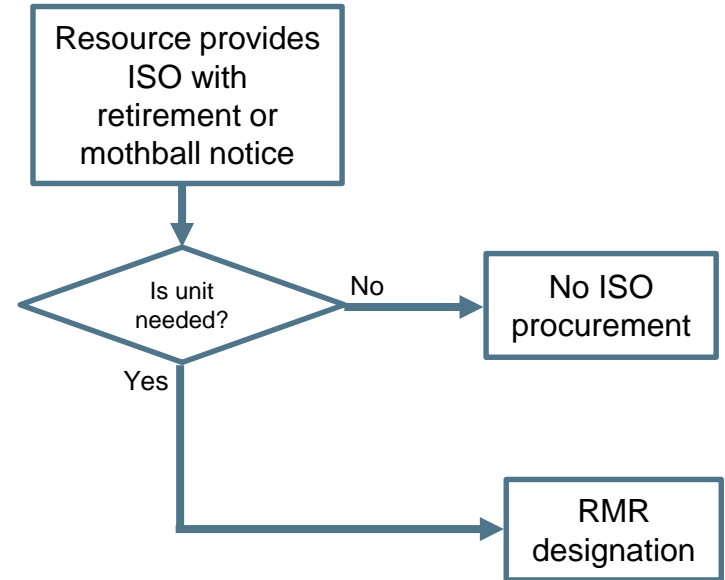 Resource provides
ISO with
retirement or
mothball notice
Is unit
needed?
No
No ISO
procurement
Yes
RMR
designation